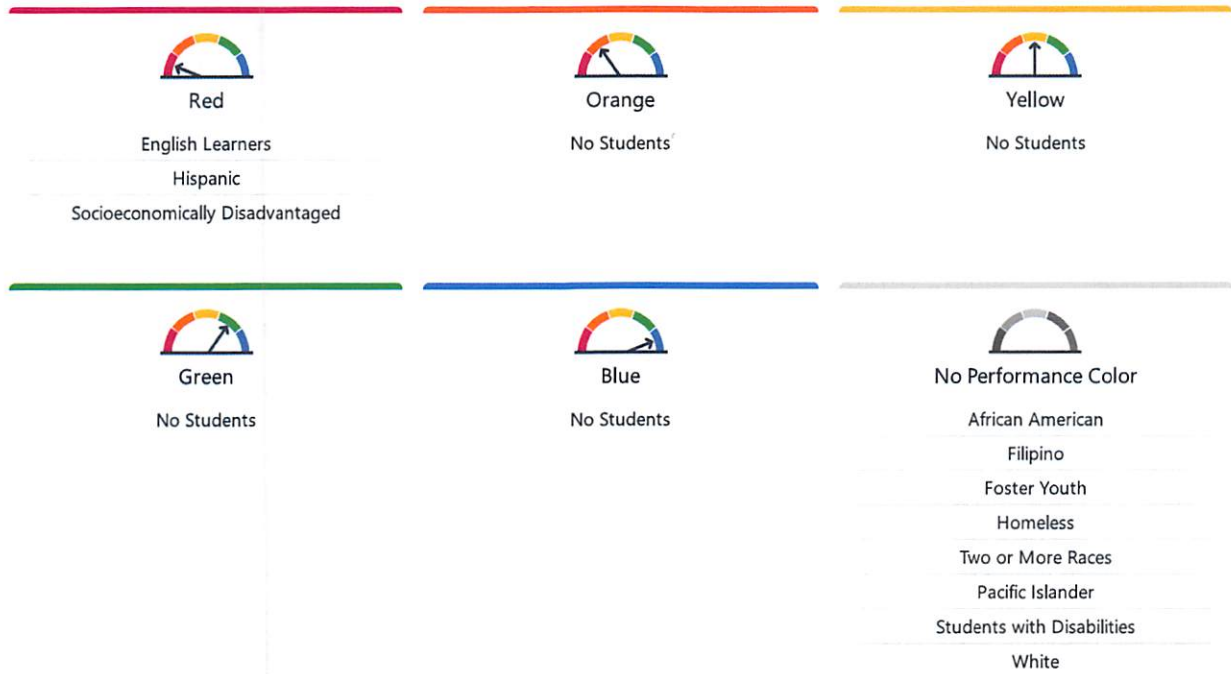 Red
English Learners
Hispanic
Socioeconomically Disadvantaged
Orange
No Students
Yellow
No Students
Green
No Students
Blue
No Students
No Performance Color
African American
Filipino
Foster Youth
Homeless
Two or More Races
Pacific Islander
Students with Disabilities
White